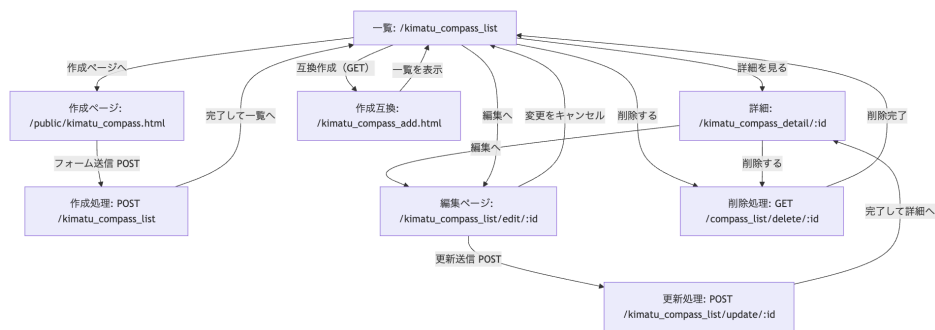 一覧: /kimatu_compass_list
作成ページへ
互換作成（GET）
一覧を表示
詳細を見る
作成ページ:
/public/kimatu_compass.html
完了して一覧へ
作成互換:
/kimatu_compass_add.html
編集へ
変更をキャンセル
削除する
詳細:
/kimatu_compass_detail/:id
削除完了
フォーム送信 POST
編集へ
削除する
作成処理: POST
/kimatu_compass_list
編集ページ:
/kimatu_compass_list/edit/:id
削除処理: GET
/compass_list/delete/:id
完了して詳細へ
更新送信 POST
更新処理: POST
/kimatu_compass_list/update/:id